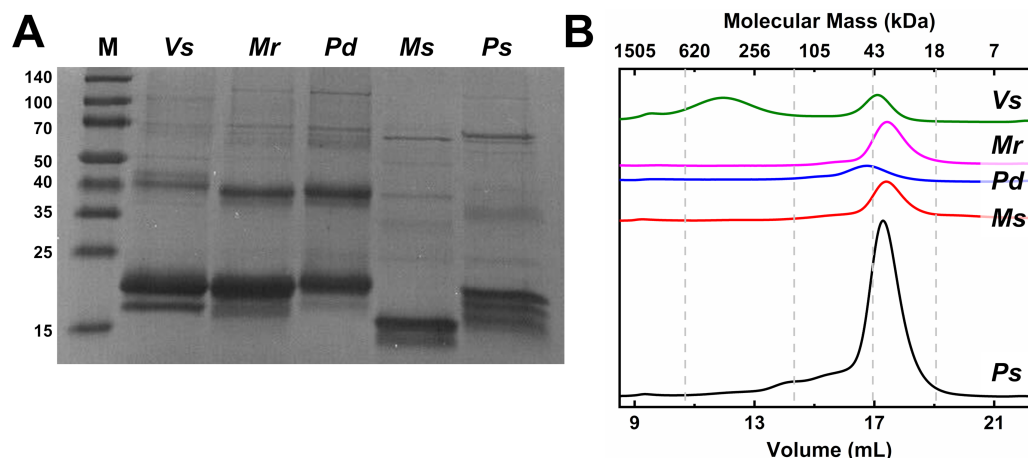 A
M Vs Mr Pd Ms Ps
140
100
70
50
40
35
25
15
B
Molecular Mass (kDa)
1505 620 256 105 43 18 7
Vs
Mr
Pd
Ms
Ps
9 13 17 21
Volume (mL)